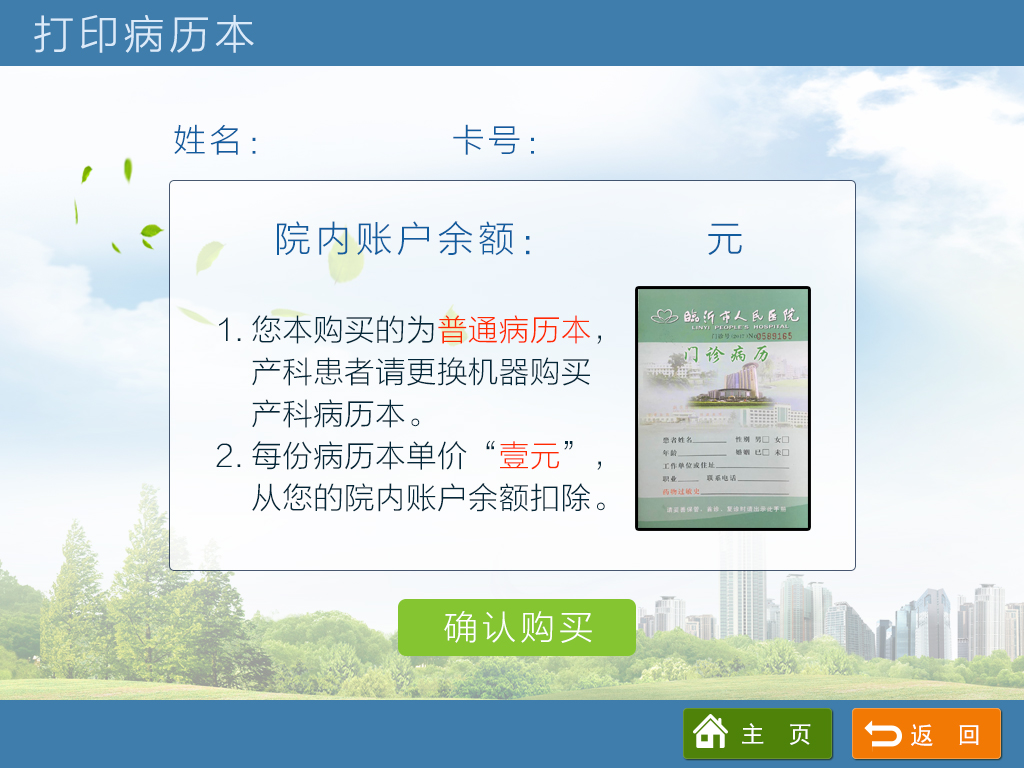 打印病历本
姓名: 卡号:
院内账户余额: 元
1. 您本购买的为普通病历本，
产科患者请更换机器购买
产科病历本。
2. 每份病历本单价“壹元”，
从您的院内账户余额扣除。
临沂市人民医院
LINYI PEOPLE'S HOSPITAL
0589165
门诊病历
患者姓名 性别 男□ 女□
年龄 婚姻 已□ 未□
工作单位或住址
职业 联系电话
药物过敏史
确认购买
主 页
返 回